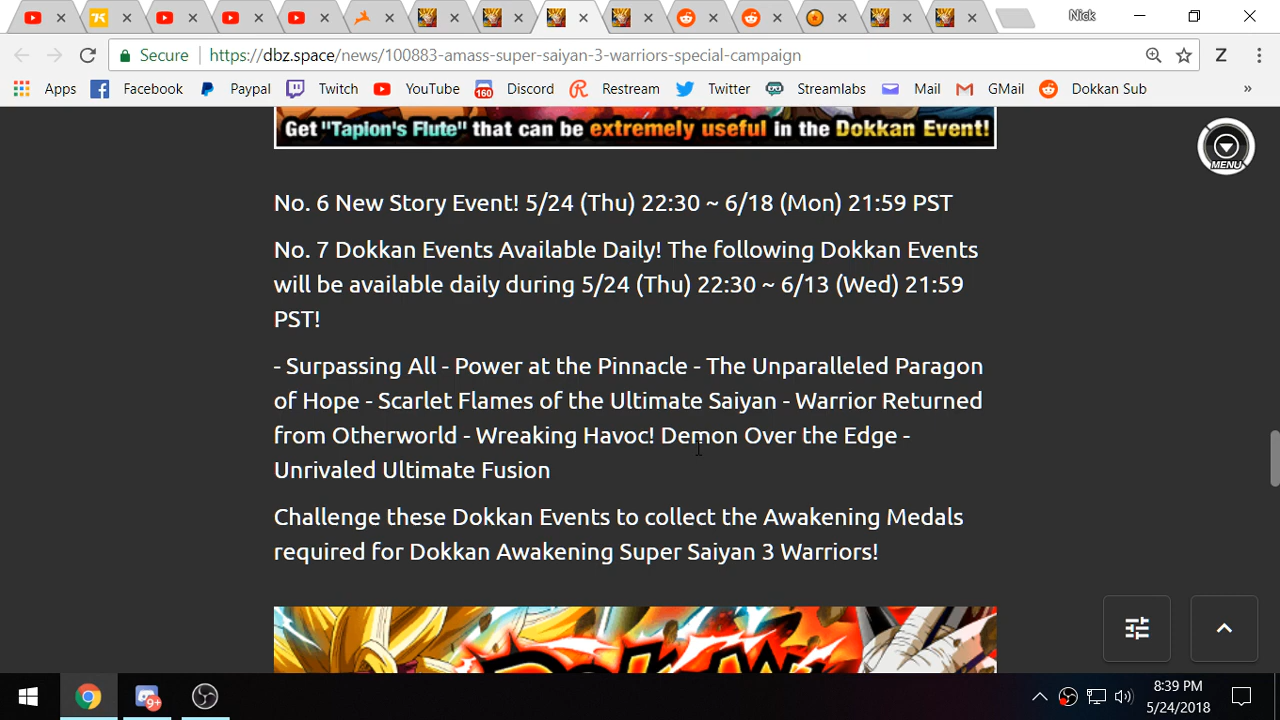 Nick
Secure
https://dbz.space/news/100883-amass-super-saiyan-3-warriors-special-campaign
Z
Apps Facebook Paypal Twitch YouTube 160 Discord Restream Twitter Streamlabs Mail GMail Dokkan Sub »
Get "Tapion's Flute" that can be extremely useful in the Dokkan Event!
MENU
No. 6 New Story Event! 5/24 (Thu) 22:30 ~ 6/18 (Mon) 21:59 PST
No. 7 Dokkan Events Available Daily! The following Dokkan Events
will be available daily during 5/24 (Thu) 22:30 ~ 6/13 (Wed) 21:59
PST!
- Surpassing All - Power at the Pinnacle - The Unparalleled Paragon
of Hope - Scarlet Flames of the Ultimate Saiyan - Warrior Returned
from Otherworld - Wreaking Havoc! Demon Over the Edge -
Unrivaled Ultimate Fusion
Challenge these Dokkan Events to collect the Awakening Medals
required for Dokkan Awakening Super Saiyan 3 Warriors!
9+
8:39 PM
5/24/2018